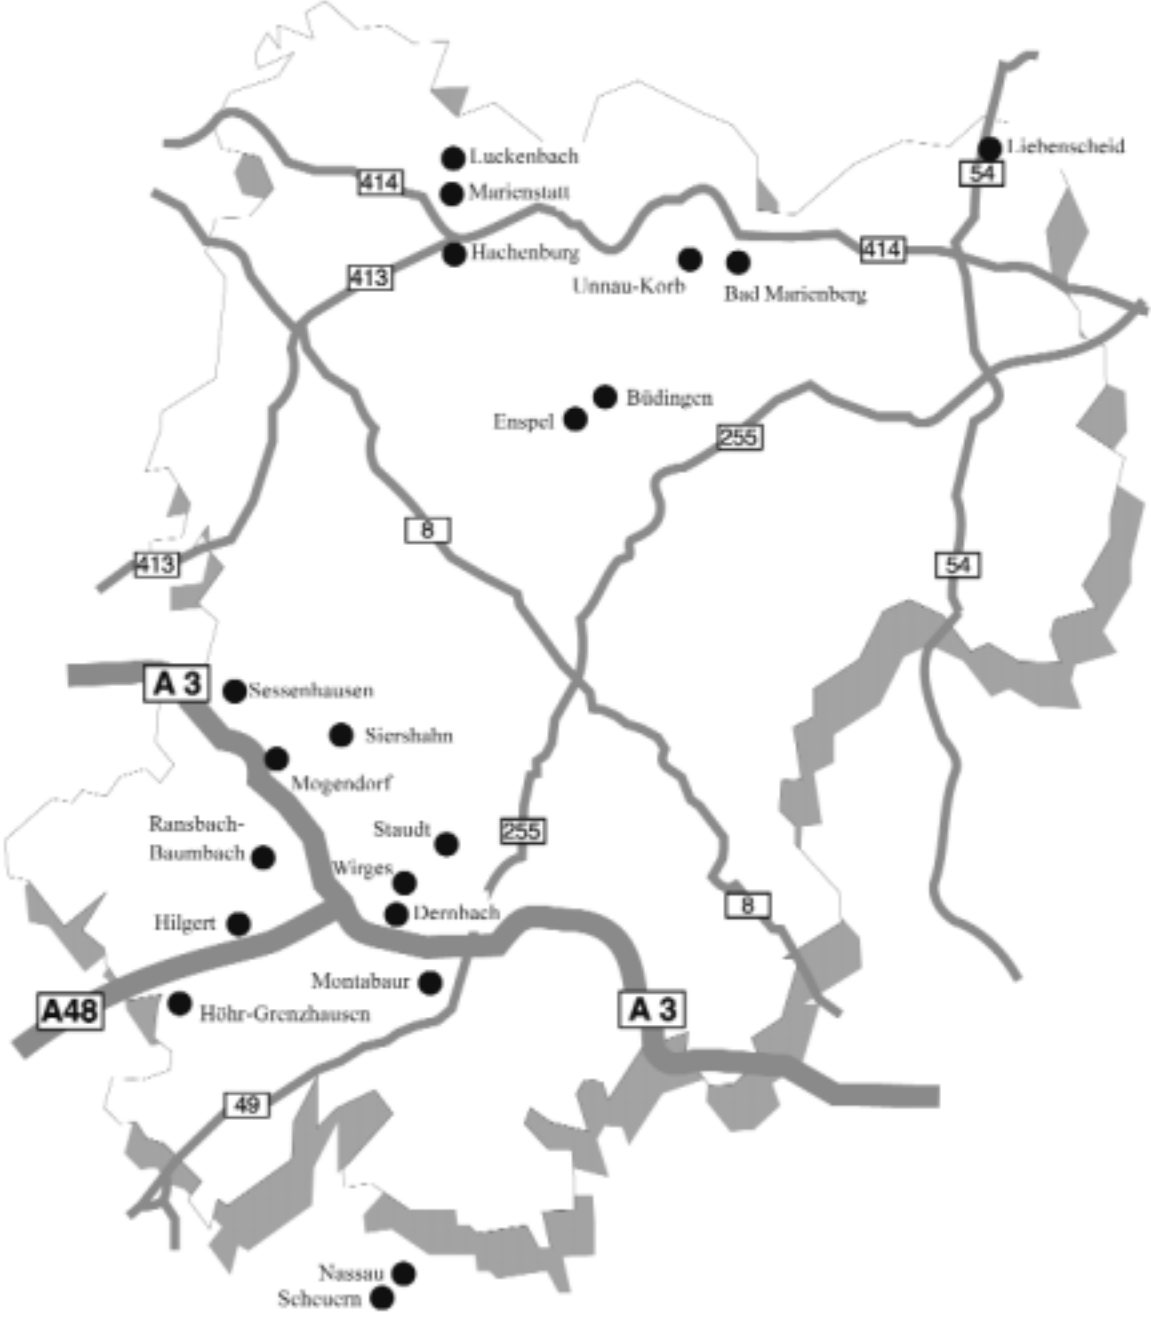 Luckenbach
Liebenscheid
54
414
Marienstatt
Hachenburg
414
413
Unnau-Korb
Bad Marienberg
Büdingen
Enspel
255
8
413
54
A 3
Sessenhausen
Siershahn
Mogendorf
Ransbach-
Baumbach
Staudt
255
Wirges
8
Dernbach
Hilgert
Montabaur
A48
Höhr-Grenzhausen
A 3
49
Nassau
Scheuern